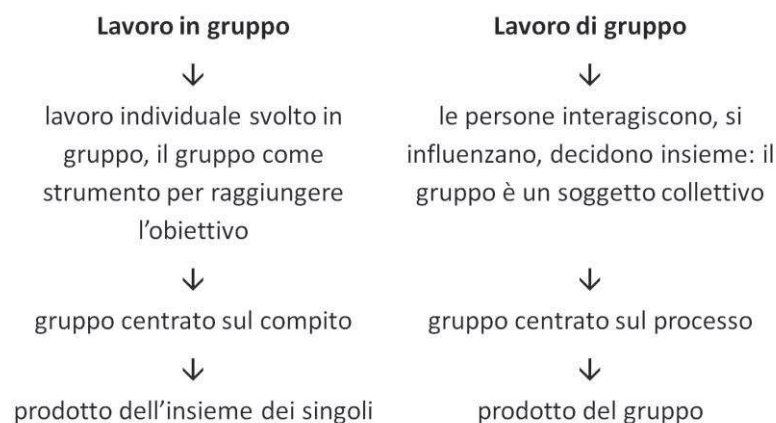 Lavoro in gruppo
↓
lavoro individuale svolto in
gruppo, il gruppo come
strumento per raggiungere
l’obiettivo
↓
gruppo centrato sul compito
↓
prodotto dell’insieme dei singoli
Lavoro di gruppo
↓
le persone interagiscono, si
influenzano, decidono insieme: il
gruppo è un soggetto collettivo
↓
gruppo centrato sul processo
↓
prodotto del gruppo